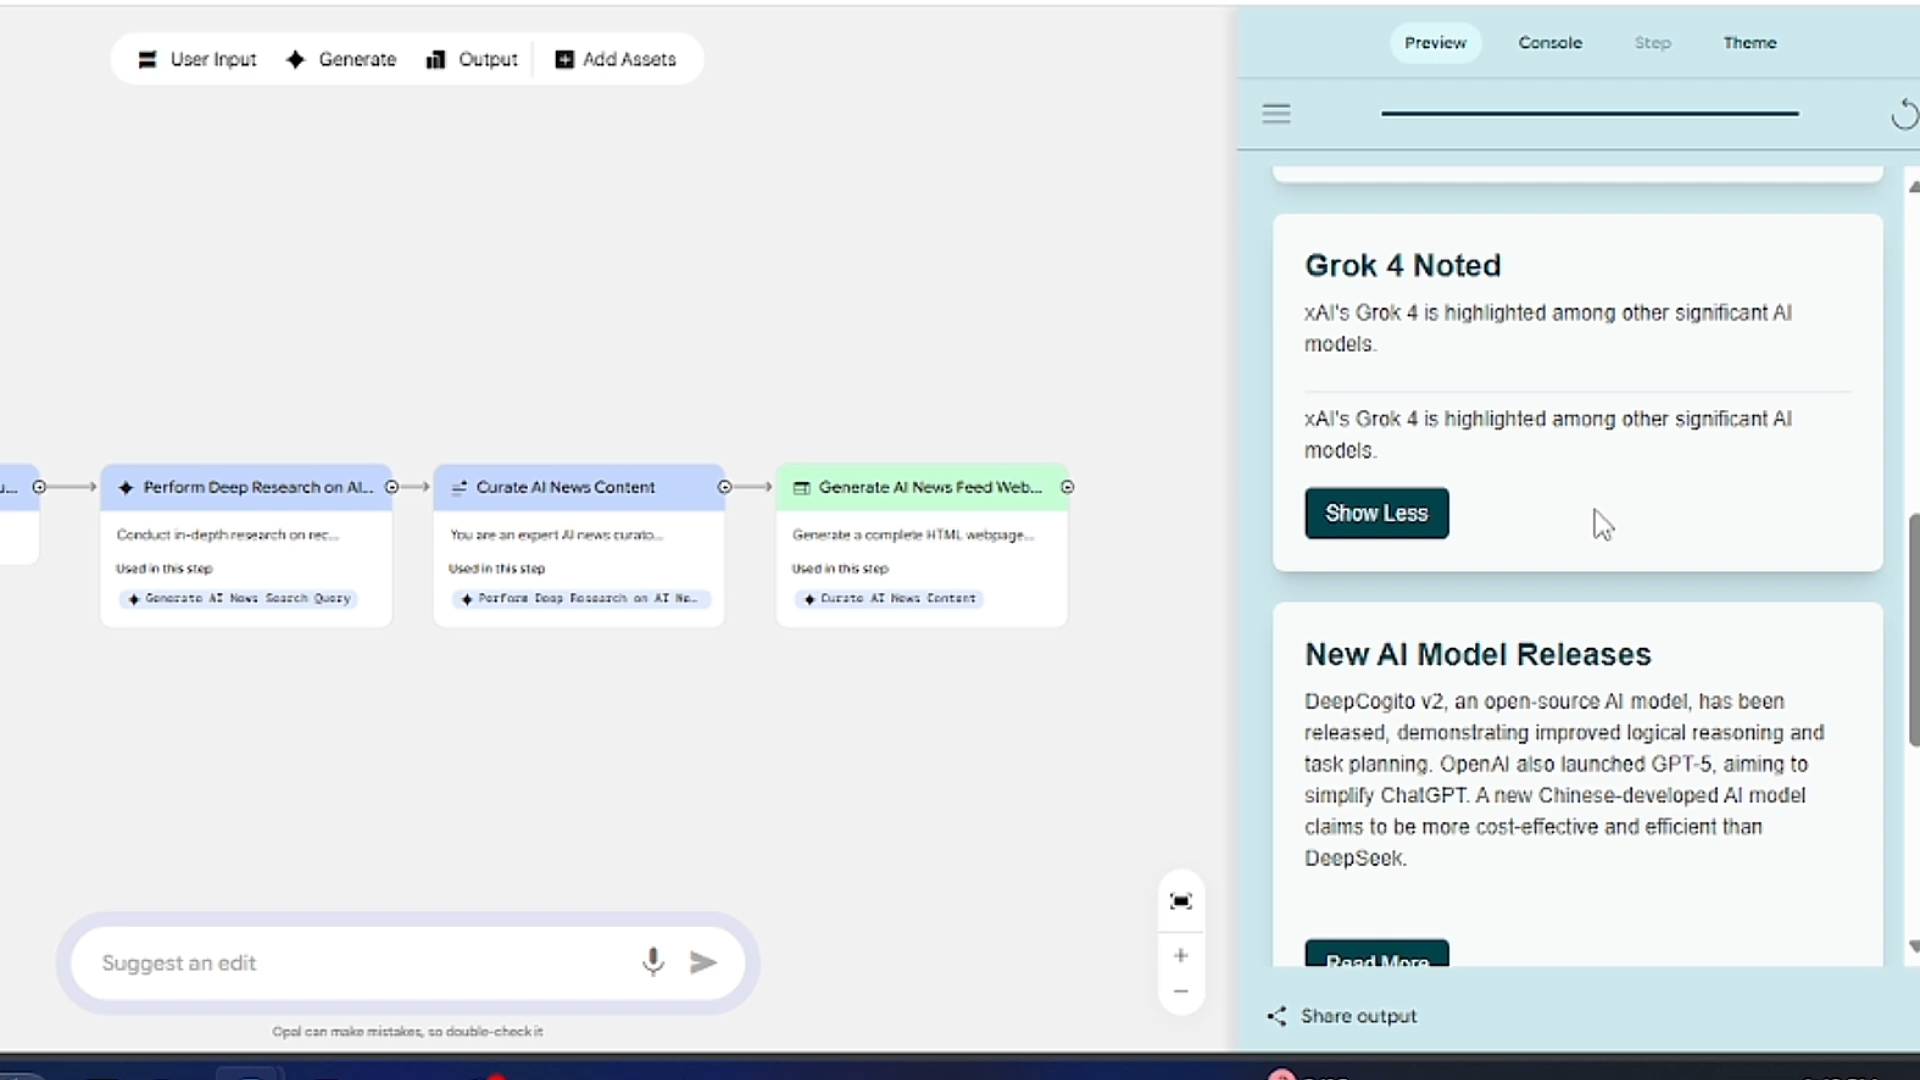 User Input
Generate
Output
Add Assets
Preview
Console
Step
Theme
Perform Deep Research on AI...
Conduct in-depth research on rec...
Used in this step
Generate AI News Search Query
Curate AI News Content
You are an expert AI news curato...
Used in this step
Perform Deep Research on AI Ne...
Generate AI News Feed Web...
Generate a complete HTML webpage...
Used in this step
Curate AI News Content
Grok 4 Noted
xAI's Grok 4 is highlighted among other significant AI
models.
xAI's Grok 4 is highlighted among other significant AI
models.
Show Less
New AI Model Releases
DeepCogito v2, an open-source AI model, has been
released, demonstrating improved logical reasoning and
task planning. OpenAI also launched GPT-5, aiming to
simplify ChatGPT. A new Chinese-developed AI model
claims to be more cost-effective and efficient than
DeepSeek.
Read More
Share output
Suggest an edit
Opal can make mistakes, so double-check it